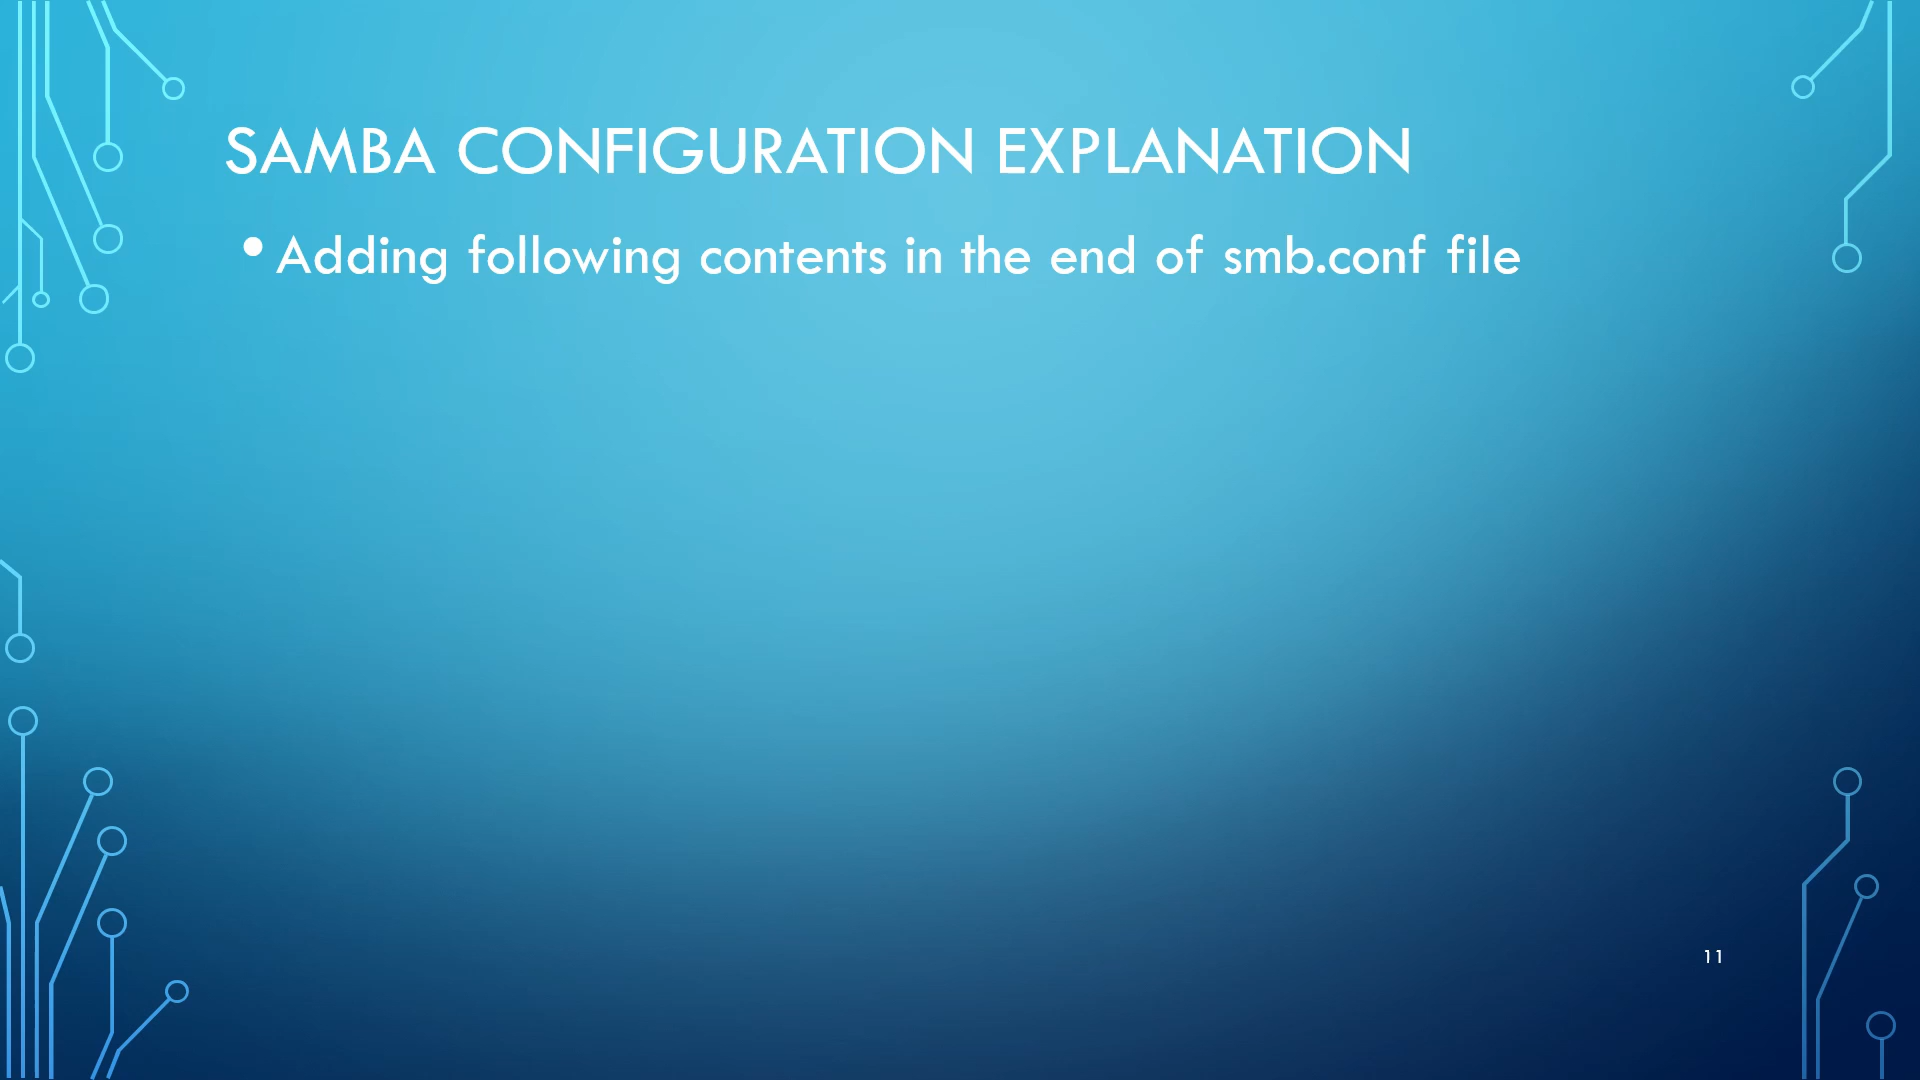 SAMBA CONFIGURATION EXPLANATION
• Adding following contents in the end of smb.conf file
11